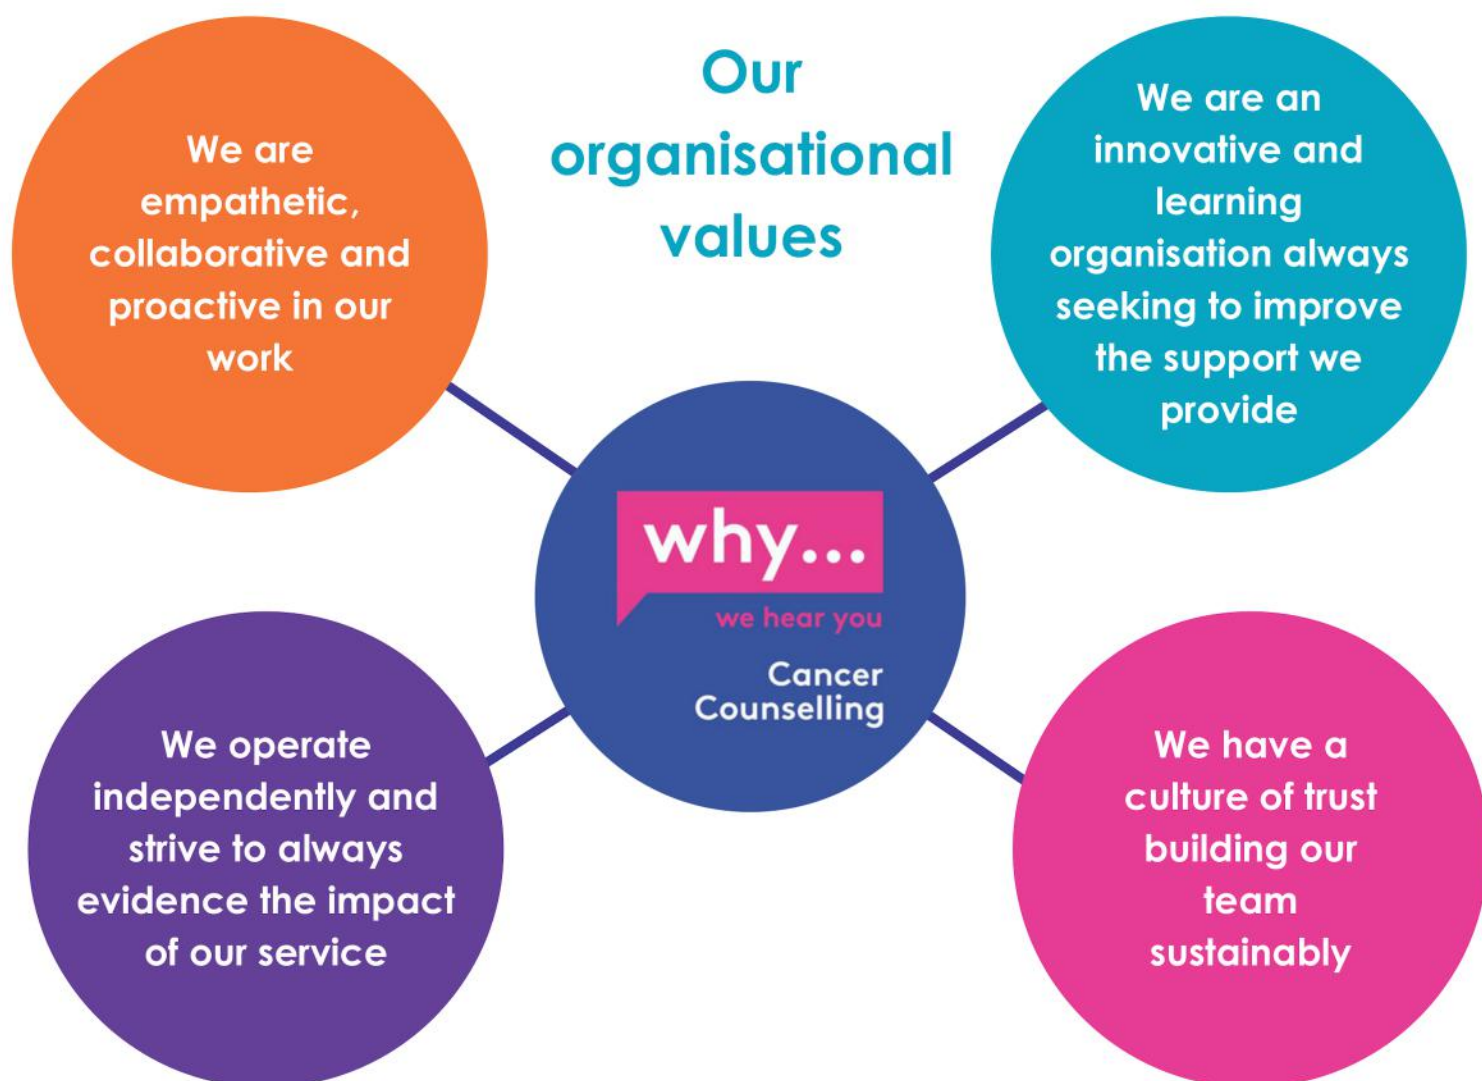 Our
organisational
values
We are
empathetic,
collaborative and
proactive in our
work
We are an
innovative and
learning
organisation always
seeking to improve
the support we
provide
why...
we hear you
Cancer
Counselling
We operate
independently and
strive to always
evidence the impact
of our service
We have a
culture of trust
building our
team
sustainably